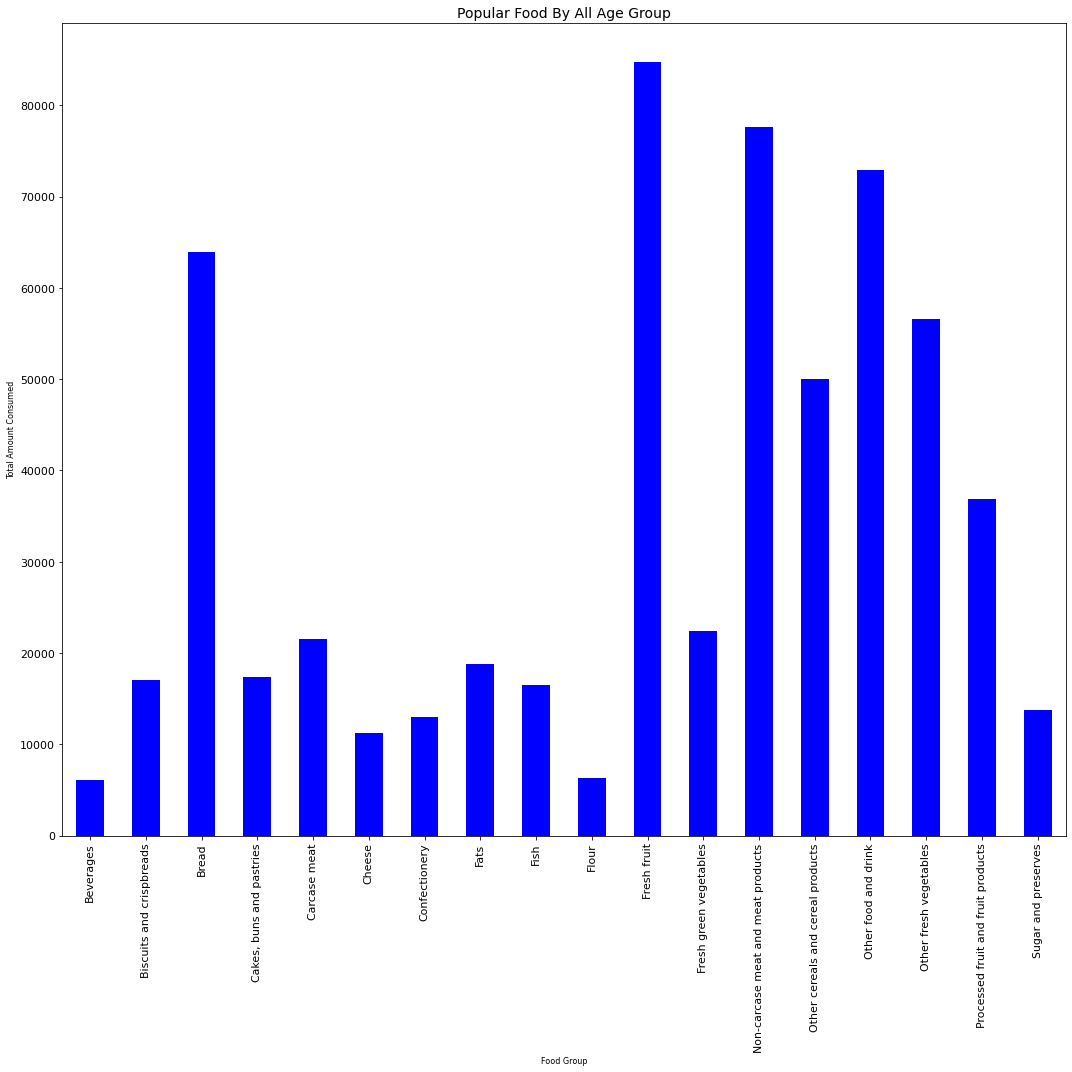 Popular Food By All Age Group
Total Amount Consumed
80000
70000
60000
50000
40000
30000
20000
10000
0
Beverages
Biscuits and crispbreads
Bread
Cakes, buns and pastries
Carcase meat
Cheese
Confectionery
Fats
Fish
Flour
Fresh fruit
Fresh green vegetables
Non-carcase meat and meat products
Other cereals and cereal products
Other food and drink
Other fresh vegetables
Processed fruit and fruit products
Sugar and preserves
Food Group